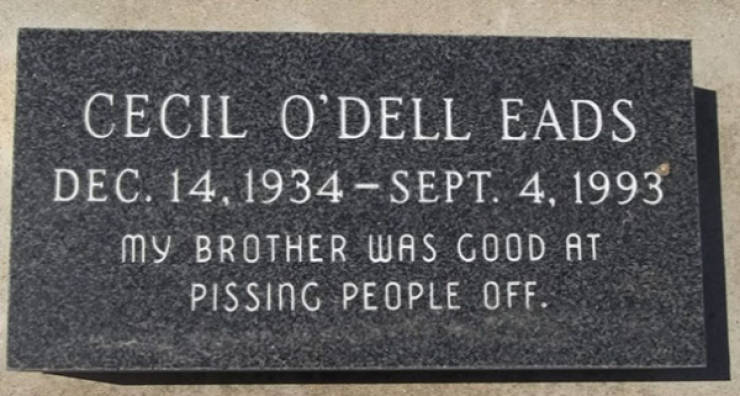 CECIL O'DELL EADS
DEC. 14, 1934 – SEPT. 4, 1993
MY BROTHER WAS GOOD AT
PISSING PEOPLE OFF.